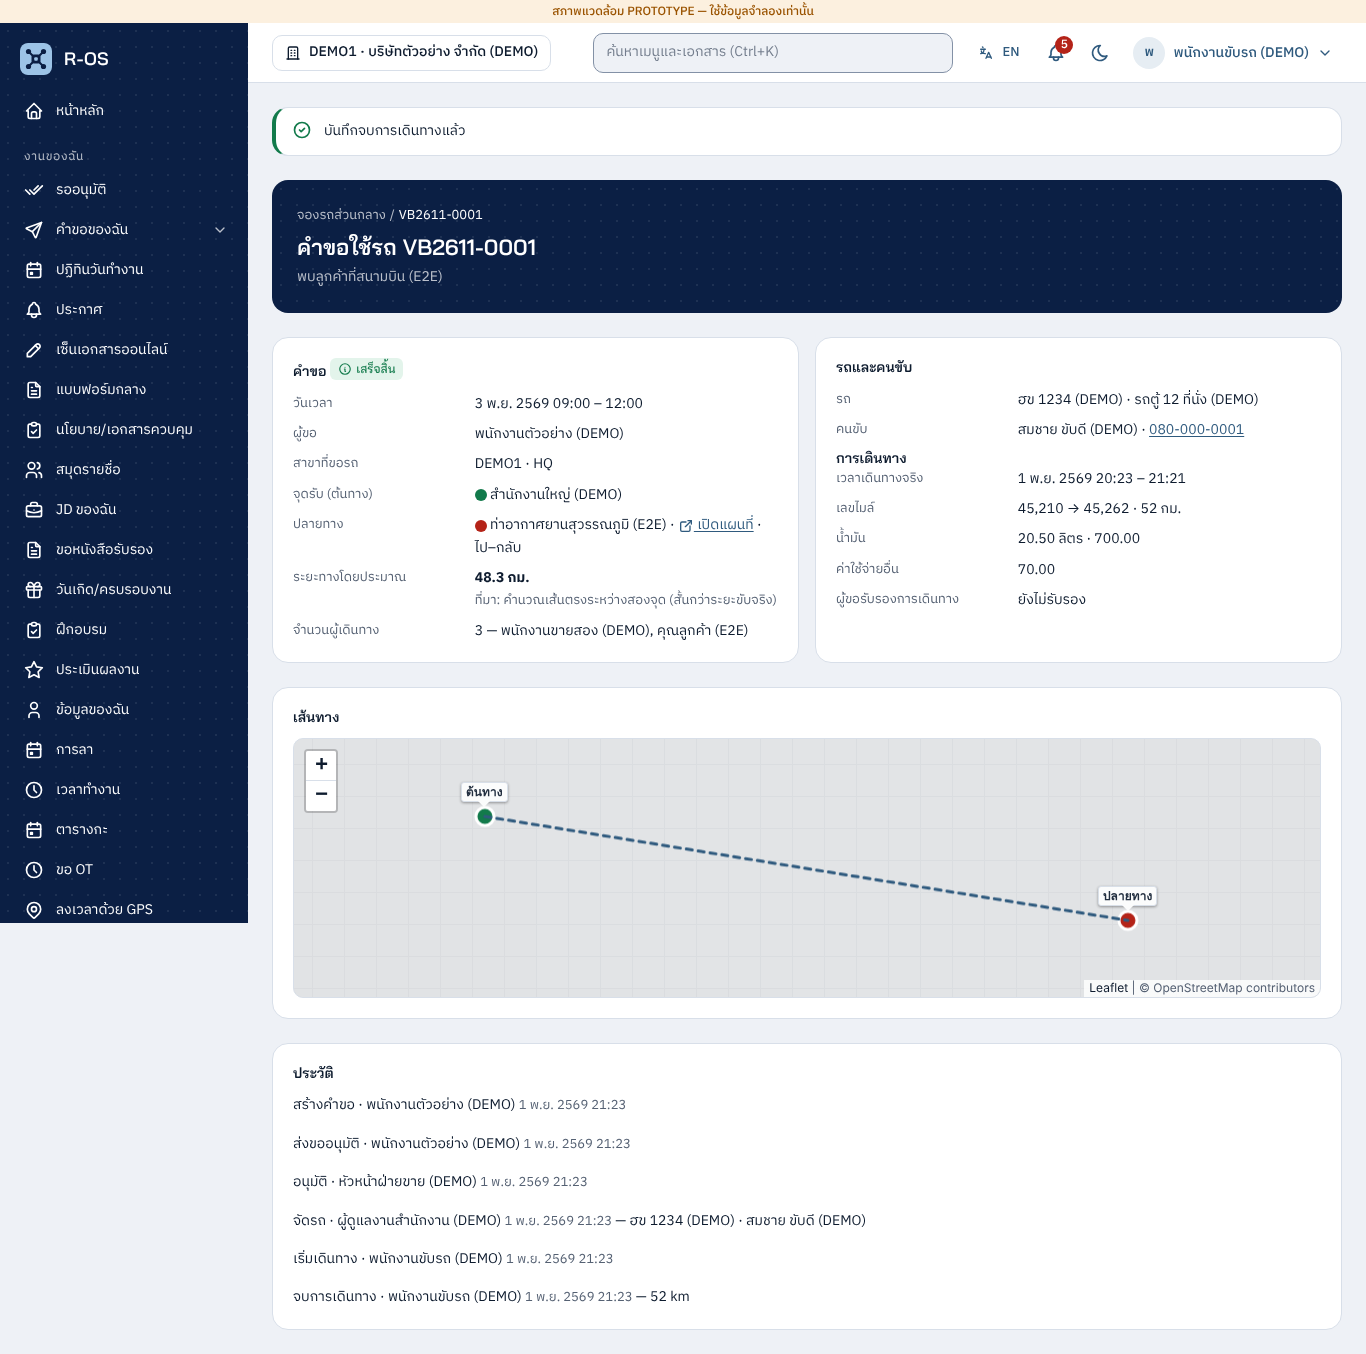 สภาพแวดล้อม PROTOTYPE — ใช้ข้อมูลจำลองเท่านั้น
R-OS
DEMO1 · บริษัทตัวอย่าง จำกัด (DEMO)
ค้นหาเมนูและเอกสาร (Ctrl+K)
EN
5
พ
พนักงานขับรถ (DEMO)
หน้าหลัก
งานของฉัน
รออนุมัติ
คำขอของฉัน
ปฏิทินวันทำงาน
ประกาศ
เซ็นเอกสารออนไลน์
แบบฟอร์มกลาง
นโยบาย/เอกสารควบคุม
สมุดรายชื่อ
JD ของฉัน
ขอหนังสือรับรอง
วันเกิด/ครบรอบงาน
ฝึกอบรม
ประเมินผลงาน
ข้อมูลของฉัน
การลา
เวลาทำงาน
ตารางกะ
ขอ OT
ลงเวลาด้วย GPS
บันทึกจบการเดินทางแล้ว
จองรถส่วนกลาง / VB2611-0001
คำขอใช้รถ VB2611-0001
พบลูกค้าที่สนามบิน (E2E)
คำขอ เสร็จสิ้น
วันเวลา 3 พ.ย. 2569 09:00 – 12:00
ผู้ขอ พนักงานตัวอย่าง (DEMO)
สาขาที่ขอรถ DEMO1 · HQ
จุดรับ (ต้นทาง) สำนักงานใหญ่ (DEMO)
ปลายทาง ท่าอากาศยานสุวรรณภูมิ (E2E) · เปิดแผนที่ ·
ไป–กลับ
ระยะทางโดยประมาณ 48.3 กม.
ที่มา: คำนวณเส้นตรงระหว่างสองจุด (สั้นกว่าระยะขับจริง)
จำนวนผู้เดินทาง 3 — พนักงานขายสอง (DEMO), คุณลูกค้า (E2E)
รถและคนขับ
รถ ฮข 1234 (DEMO) · รถตู้ 12 ที่นั่ง (DEMO)
คนขับ สมชาย ขับดี (DEMO) · 080-000-0001
การเดินทาง
เวลาเดินทางจริง 1 พ.ย. 2569 20:23 – 21:21
เลขไมล์ 45,210 → 45,262 · 52 กม.
น้ำมัน 20.50 ลิตร · 700.00
ค่าใช้จ่ายอื่น 70.00
ผู้ขอรับรองการเดินทาง ยังไม่รับรอง
เส้นทาง
+
−
ต้นทาง
ปลายทาง
Leaflet | © OpenStreetMap contributors
ประวัติ
สร้างคำขอ · พนักงานตัวอย่าง (DEMO) 1 พ.ย. 2569 21:23
ส่งขออนุมัติ · พนักงานตัวอย่าง (DEMO) 1 พ.ย. 2569 21:23
อนุมัติ · หัวหน้าฝ่ายขาย (DEMO) 1 พ.ย. 2569 21:23
จัดรถ · ผู้ดูแลงานสำนักงาน (DEMO) 1 พ.ย. 2569 21:23 — ฮข 1234 (DEMO) · สมชาย ขับดี (DEMO)
เริ่มเดินทาง · พนักงานขับรถ (DEMO) 1 พ.ย. 2569 21:23
จบการเดินทาง · พนักงานขับรถ (DEMO) 1 พ.ย. 2569 21:23 — 52 km